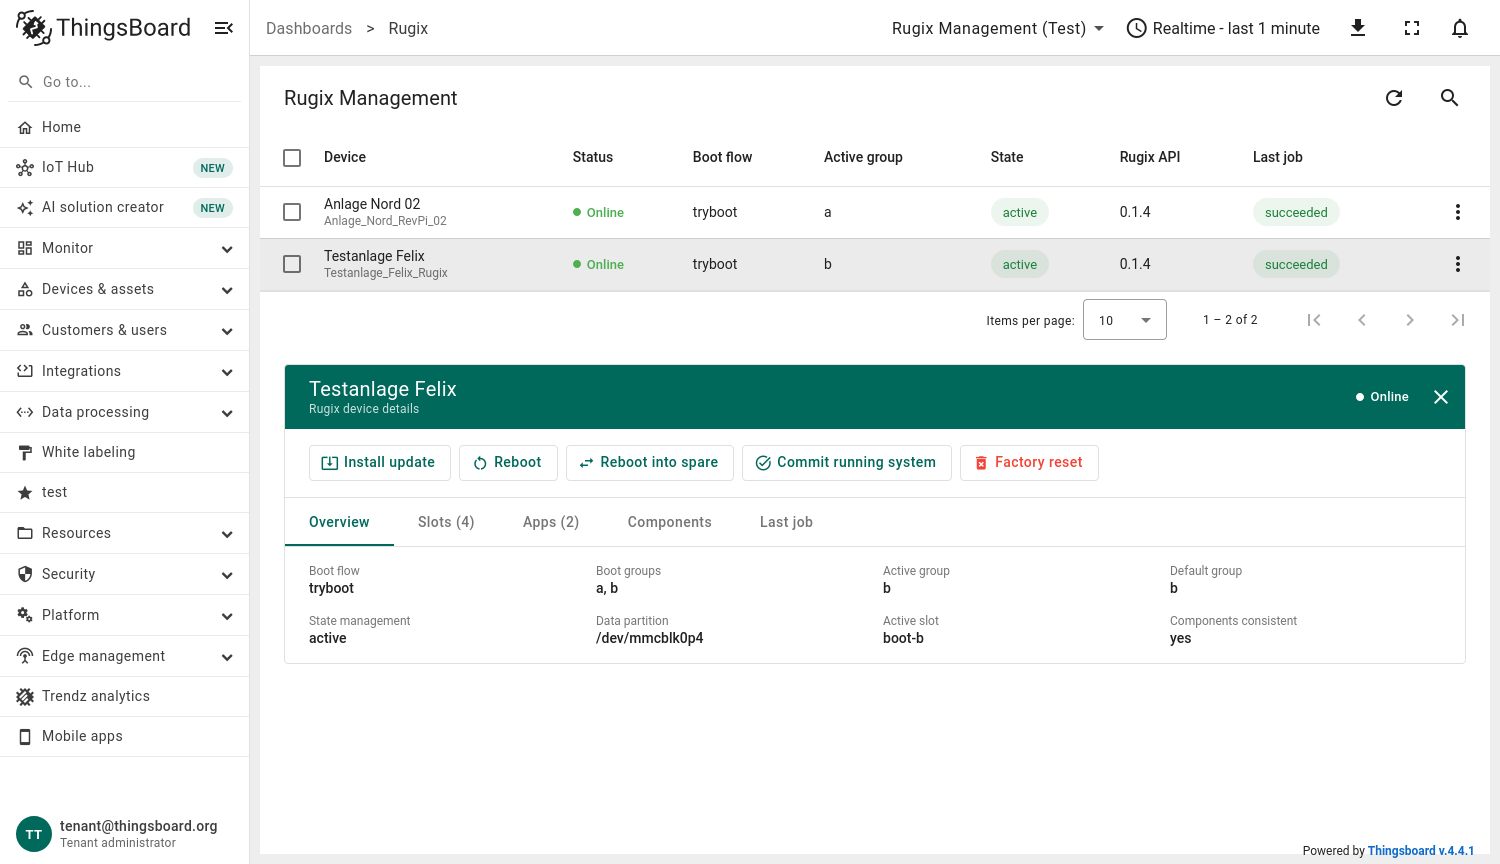 ThingsBoard
Dashboards > Rugix
Rugix Management (Test)
Realtime - last 1 minute
Go to...
Home
IoT Hub NEW
AI solution creator NEW
Monitor
Devices & assets
Customers & users
Integrations
Data processing
White labeling
test
Resources
Security
Platform
Edge management
Trendz analytics
Mobile apps
TT
tenant@thingsboard.org
Tenant administrator
Rugix Management
Device Status Boot flow Active group State Rugix API Last job
Anlage Nord 02
Anlage_Nord_RevPi_02
Online tryboot a active 0.1.4 succeeded
Testanlage Felix
Testanlage_Felix_Rugix
Online tryboot b active 0.1.4 succeeded
Items per page: 10 1 – 2 of 2
Testanlage Felix
Rugix device details
Online
Install update Reboot Reboot into spare Commit running system Factory reset
Overview Slots (4) Apps (2) Components Last job
Boot flow Boot groups Active group Default group
tryboot a, b b b
State management Data partition Active slot Components consistent
active /dev/mmcblk0p4 boot-b yes
Powered by Thingsboard v.4.4.1